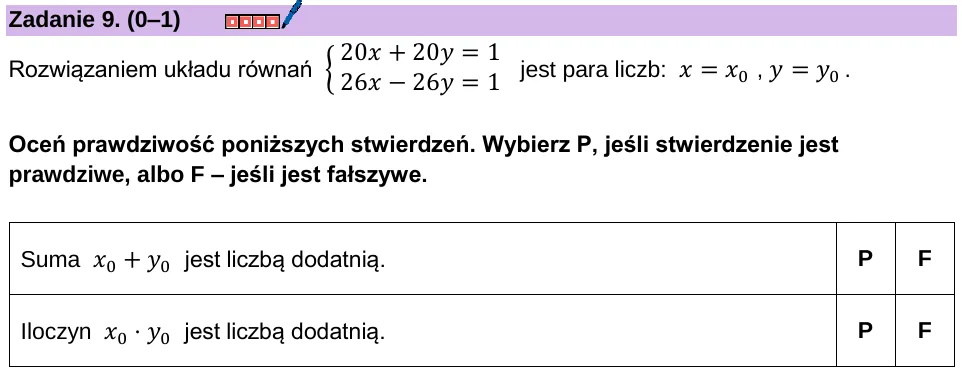 Zadanie 9. (0–1)
Rozwiązaniem układu równań { 20x + 20y = 1 jest para liczb: x = x₀ , y = y₀ .
26x − 26y = 1
Oceń prawdziwość poniższych stwierdzeń. Wybierz P, jeśli stwierdzenie jest
prawdziwe, albo F – jeśli jest fałszywe.
Suma x₀ + y₀ jest liczbą dodatnią. P F
Iloczyn x₀ · y₀ jest liczbą dodatnią. P F